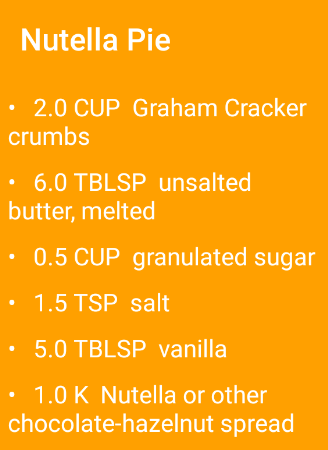 Nutella Pie
• 2.0 CUP Graham Cracker
crumbs
• 6.0 TBLSP unsalted
butter, melted
• 0.5 CUP granulated sugar
• 1.5 TSP salt
• 5.0 TBLSP vanilla
• 1.0 K Nutella or other
chocolate-hazelnut spread